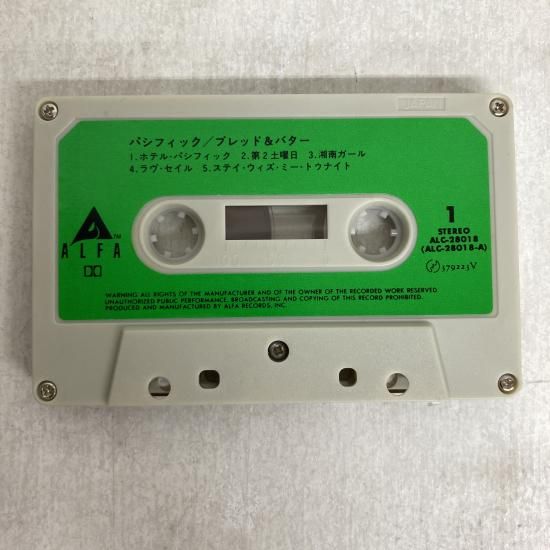 JAPAN
パシフィック／ブレッド&バター
1.ホテル・パシフィック 2.第2土曜日 3.湘南ガール
4.ラヴ・セイル 5.ステイ・ウィズ・ミー・トゥナイト
TM
ALFA
1
STEREO
ALC-28018
(ALC-28018-A)
Ⓟ379223V
WARNING: ALL RIGHTS OF THE MANUFACTURER AND OF THE OWNER OF THE RECORDED WORK RESERVED.
UNAUTHORIZED PUBLIC PERFORMANCE, BROADCASTING AND COPYING OF THIS RECORD PROHIBITED.
PRODUCED AND MANUFACTURED BY ALFA RECORDS, INC.